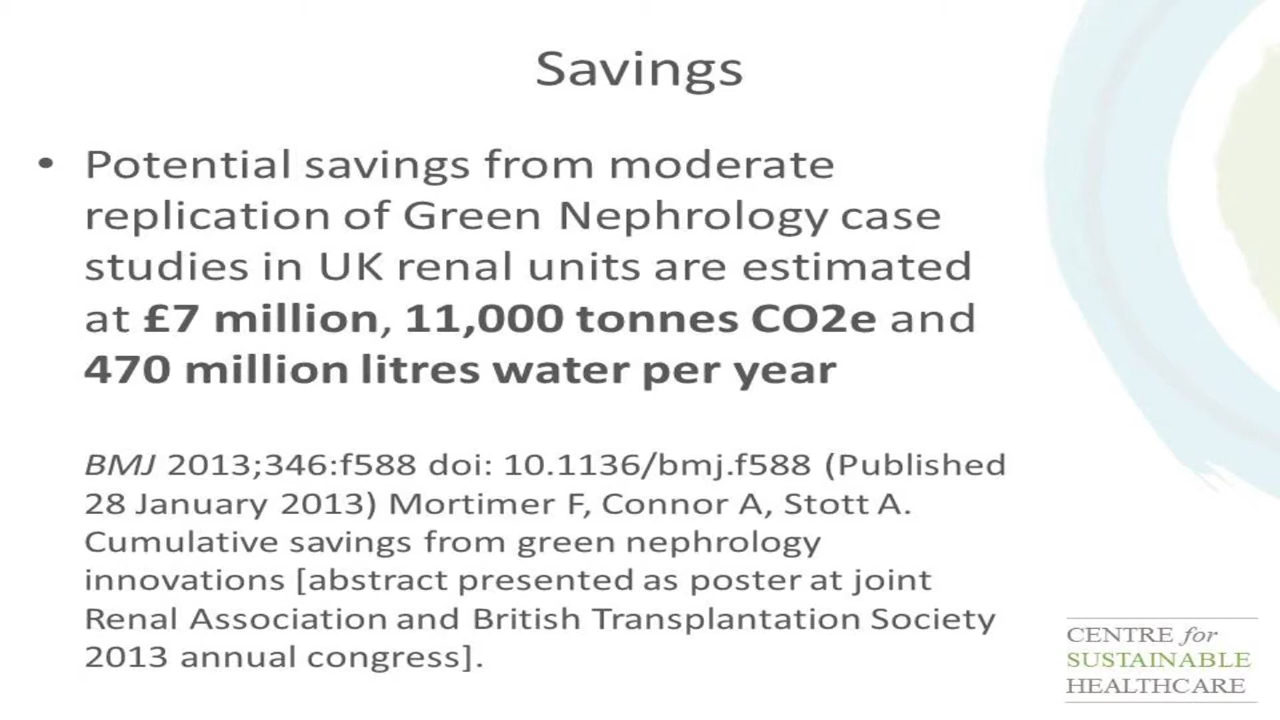 Savings
• Potential savings from moderate
replication of Green Nephrology case
studies in UK renal units are estimated
at £7 million, 11,000 tonnes CO2e and
470 million litres water per year
BMJ 2013;346:f588 doi: 10.1136/bmj.f588 (Published
28 January 2013) Mortimer F, Connor A, Stott A.
Cumulative savings from green nephrology
innovations [abstract presented as poster at joint
Renal Association and British Transplantation Society
2013 annual congress].
CENTRE for
SUSTAINABLE
HEALTHCARE